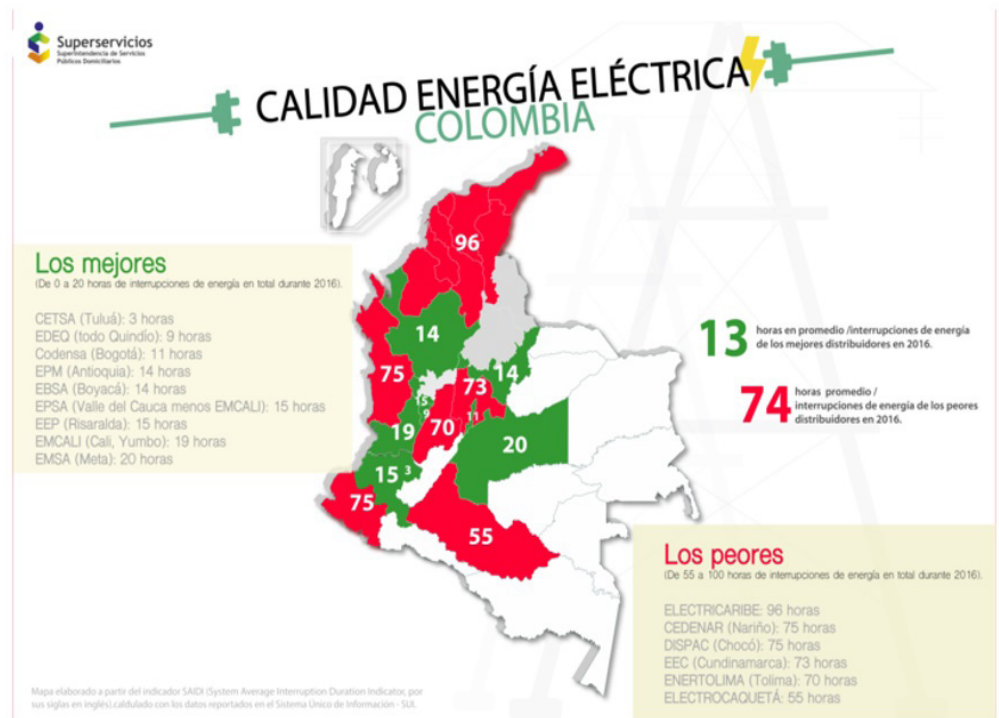 Superservicios
Superintendencia de Servicios
Públicos Domiciliarios
CALIDAD ENERGÍA ELÉCTRICA
COLOMBIA
96
14
14
75
73
15
9
11
19
70
20
15
3
75
55
Los mejores
(De 0 a 20 horas de interrupciones de energía en total durante 2016).
CETSA (Tuluá): 3 horas
EDEQ (todo Quindío): 9 horas
Codensa (Bogotá): 11 horas
EPM (Antioquia): 14 horas
EBSA (Boyacá): 14 horas
EPSA (Valle del Cauca menos EMCALI): 15 horas
EEP (Risaralda): 15 horas
EMCALI (Cali, Yumbo): 19 horas
EMSA (Meta): 20 horas
13 horas en promedio /interrupciones de energía
de los mejores distribuidores en 2016.
74 horas promedio /
interrupciones de energía de los peores
distribuidores en 2016.
Los peores
(De 55 a 100 horas de interrupciones de energía en total durante 2016).
ELECTRICARIBE: 96 horas
CEDENAR (Nariño): 75 horas
DISPAC (Chocó): 75 horas
EEC (Cundinamarca): 73 horas
ENERTOLIMA (Tolima): 70 horas
ELECTROCAQUETÁ: 55 horas
Mapa elaborado a partir del indicador SAIDI (System Average Interruption Duration Indicator, por
sus siglas en inglés),caldulado con los datos reportados en el Sistema Único de Información - SUI.